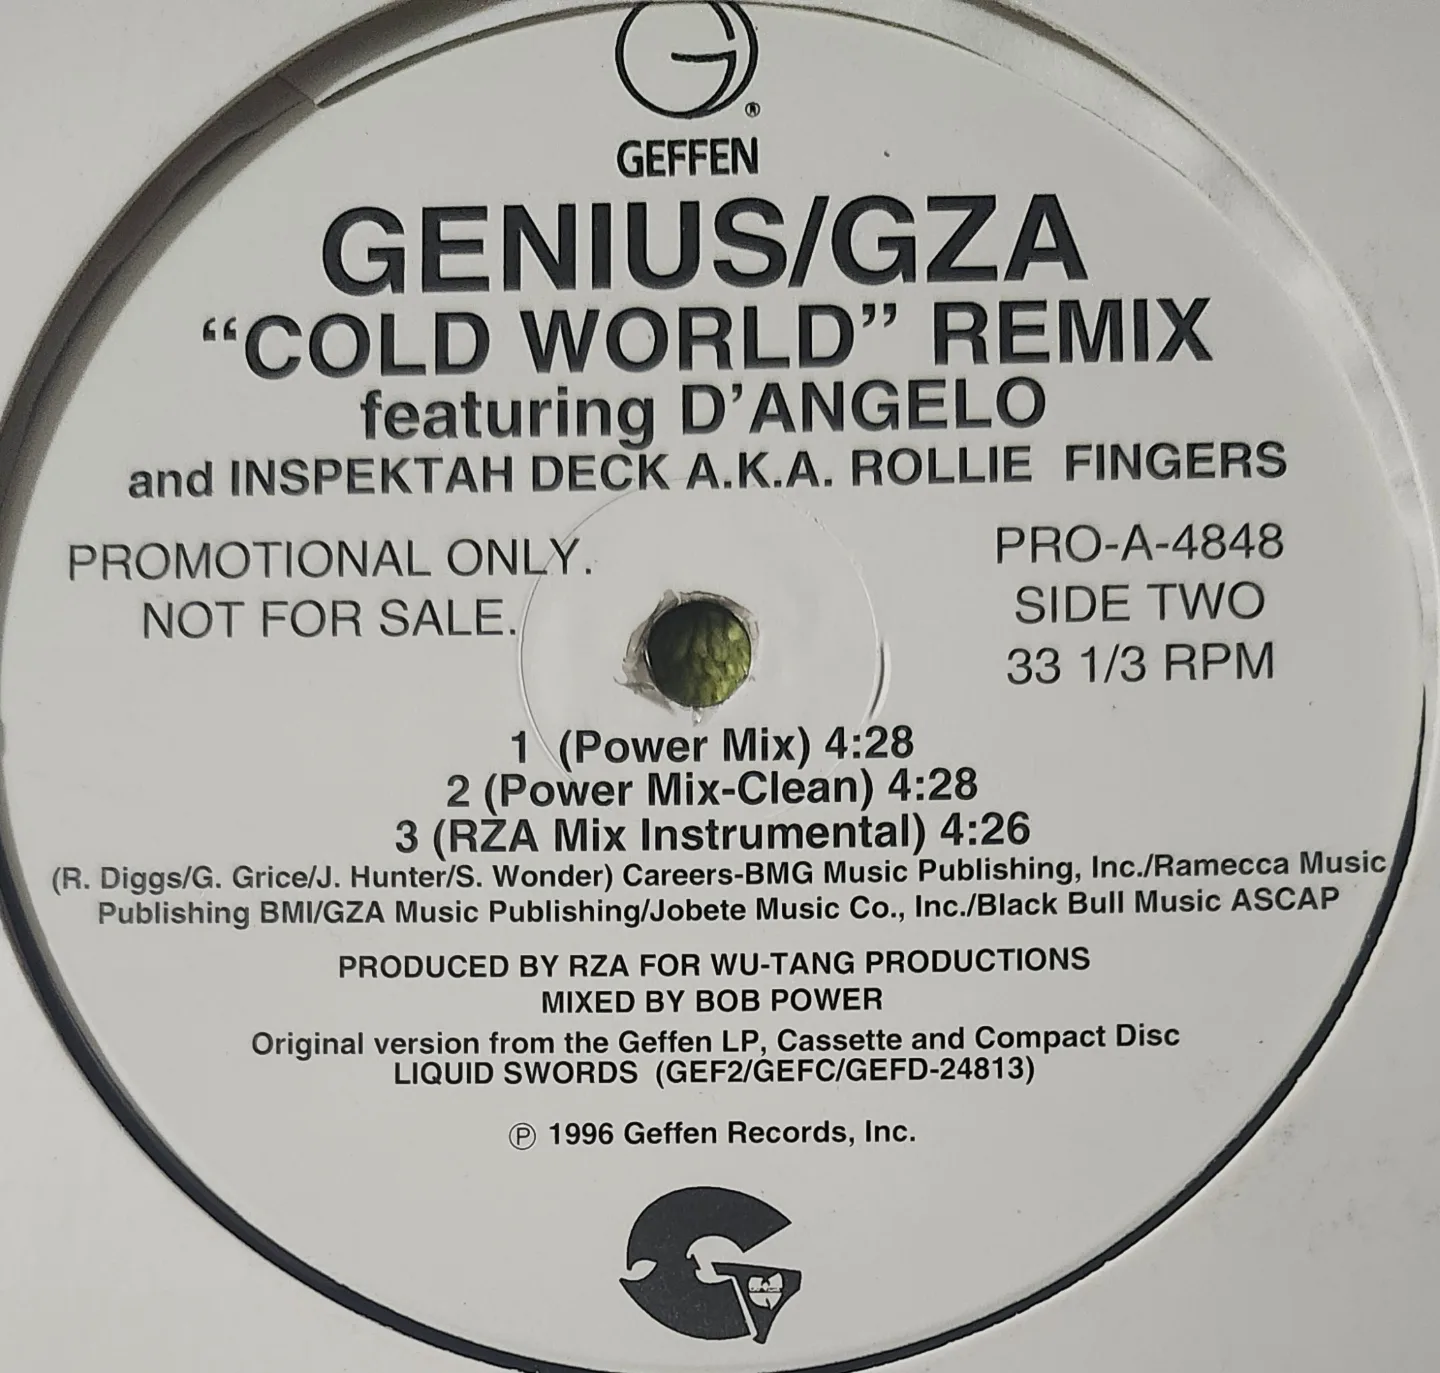 GEFFEN
GENIUS/GZA
“COLD WORLD” REMIX
featuring D’ANGELO
and INSPEKTAH DECK A.K.A. ROLLIE FINGERS
PROMOTIONAL ONLY.
NOT FOR SALE.
PRO-A-4848
SIDE TWO
33 1/3 RPM
1 (Power Mix) 4:28
2 (Power Mix-Clean) 4:28
3 (RZA Mix Instrumental) 4:26
(R. Diggs/G. Grice/J. Hunter/S. Wonder) Careers-BMG Music Publishing, Inc./Ramecca Music
Publishing BMI/GZA Music Publishing/Jobete Music Co., Inc./Black Bull Music ASCAP
PRODUCED BY RZA FOR WU-TANG PRODUCTIONS
MIXED BY BOB POWER
Original version from the Geffen LP, Cassette and Compact Disc
LIQUID SWORDS (GEF2/GEFC/GEFD-24813)
℗ 1996 Geffen Records, Inc.